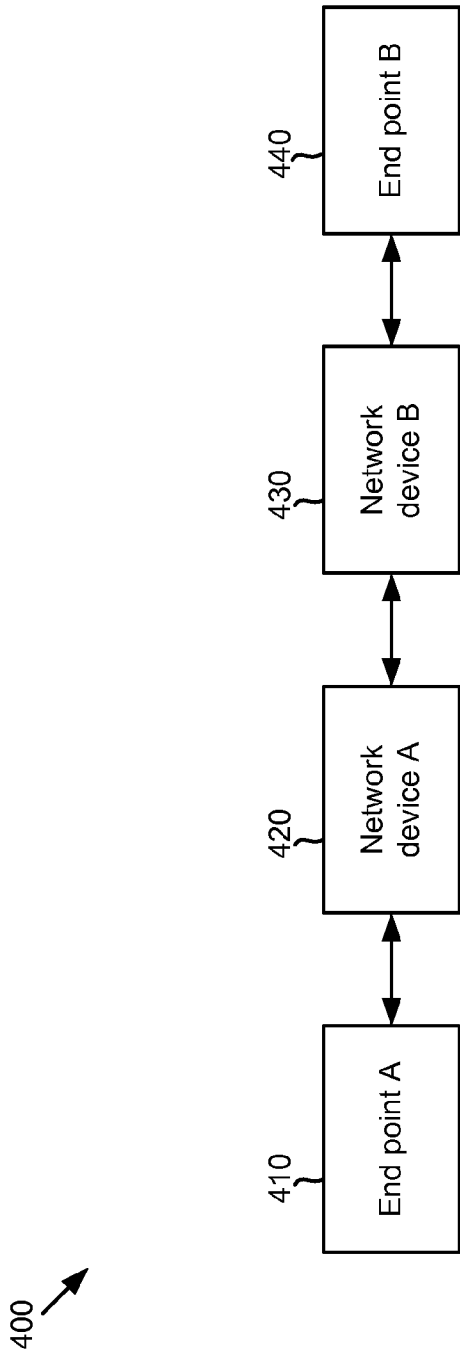 400
410
End point A
420
Network
device A
430
Network
device B
440
End point B